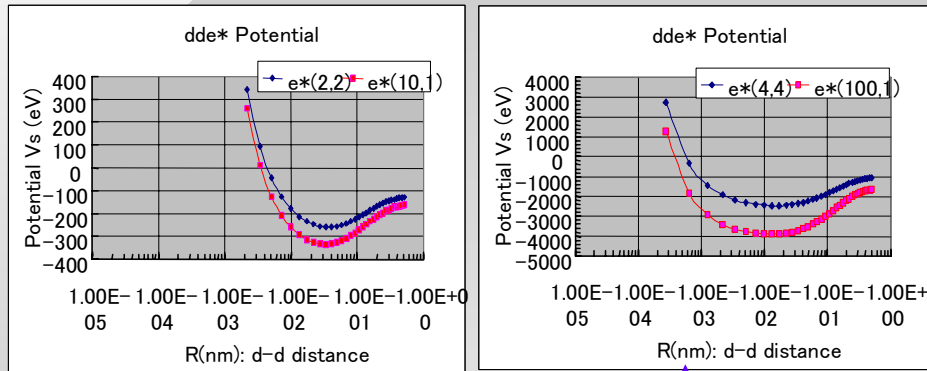 dde* Potential
e*(2,2) e*(10,1)
Potential Vs (eV)
400
300
200
100
0
-100
-200
-300
-400
1.00E- 1.00E- 1.00E- 1.00E- 1.00E- 1.00E+0
05 04 03 02 01 0
R(nm): d-d distance
dde* Potential
e*(4,4) e*(100,1)
Potential Vs (eV)
4000
3000
2000
1000
0
-1000
-2000
-3000
-4000
-5000
1.00E- 1.00E- 1.00E- 1.00E- 1.00E- 1.00E+
05 04 03 02 01 00
R(nm): d-d distance